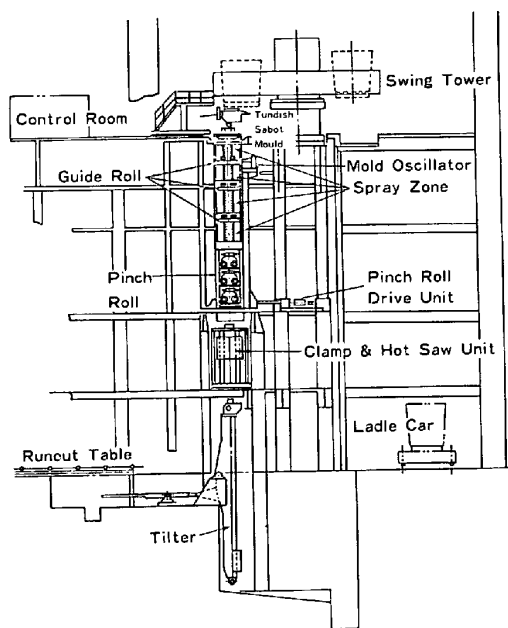 Swing Tower
Control Room
Tundish
Sabot
Mould
Mold Oscillator
Guide Roll
Spray Zone
Pinch
Roll
Pinch Roll
Drive Unit
Clamp & Hot Saw Unit
Ladle Car
Runout Table
Tilter